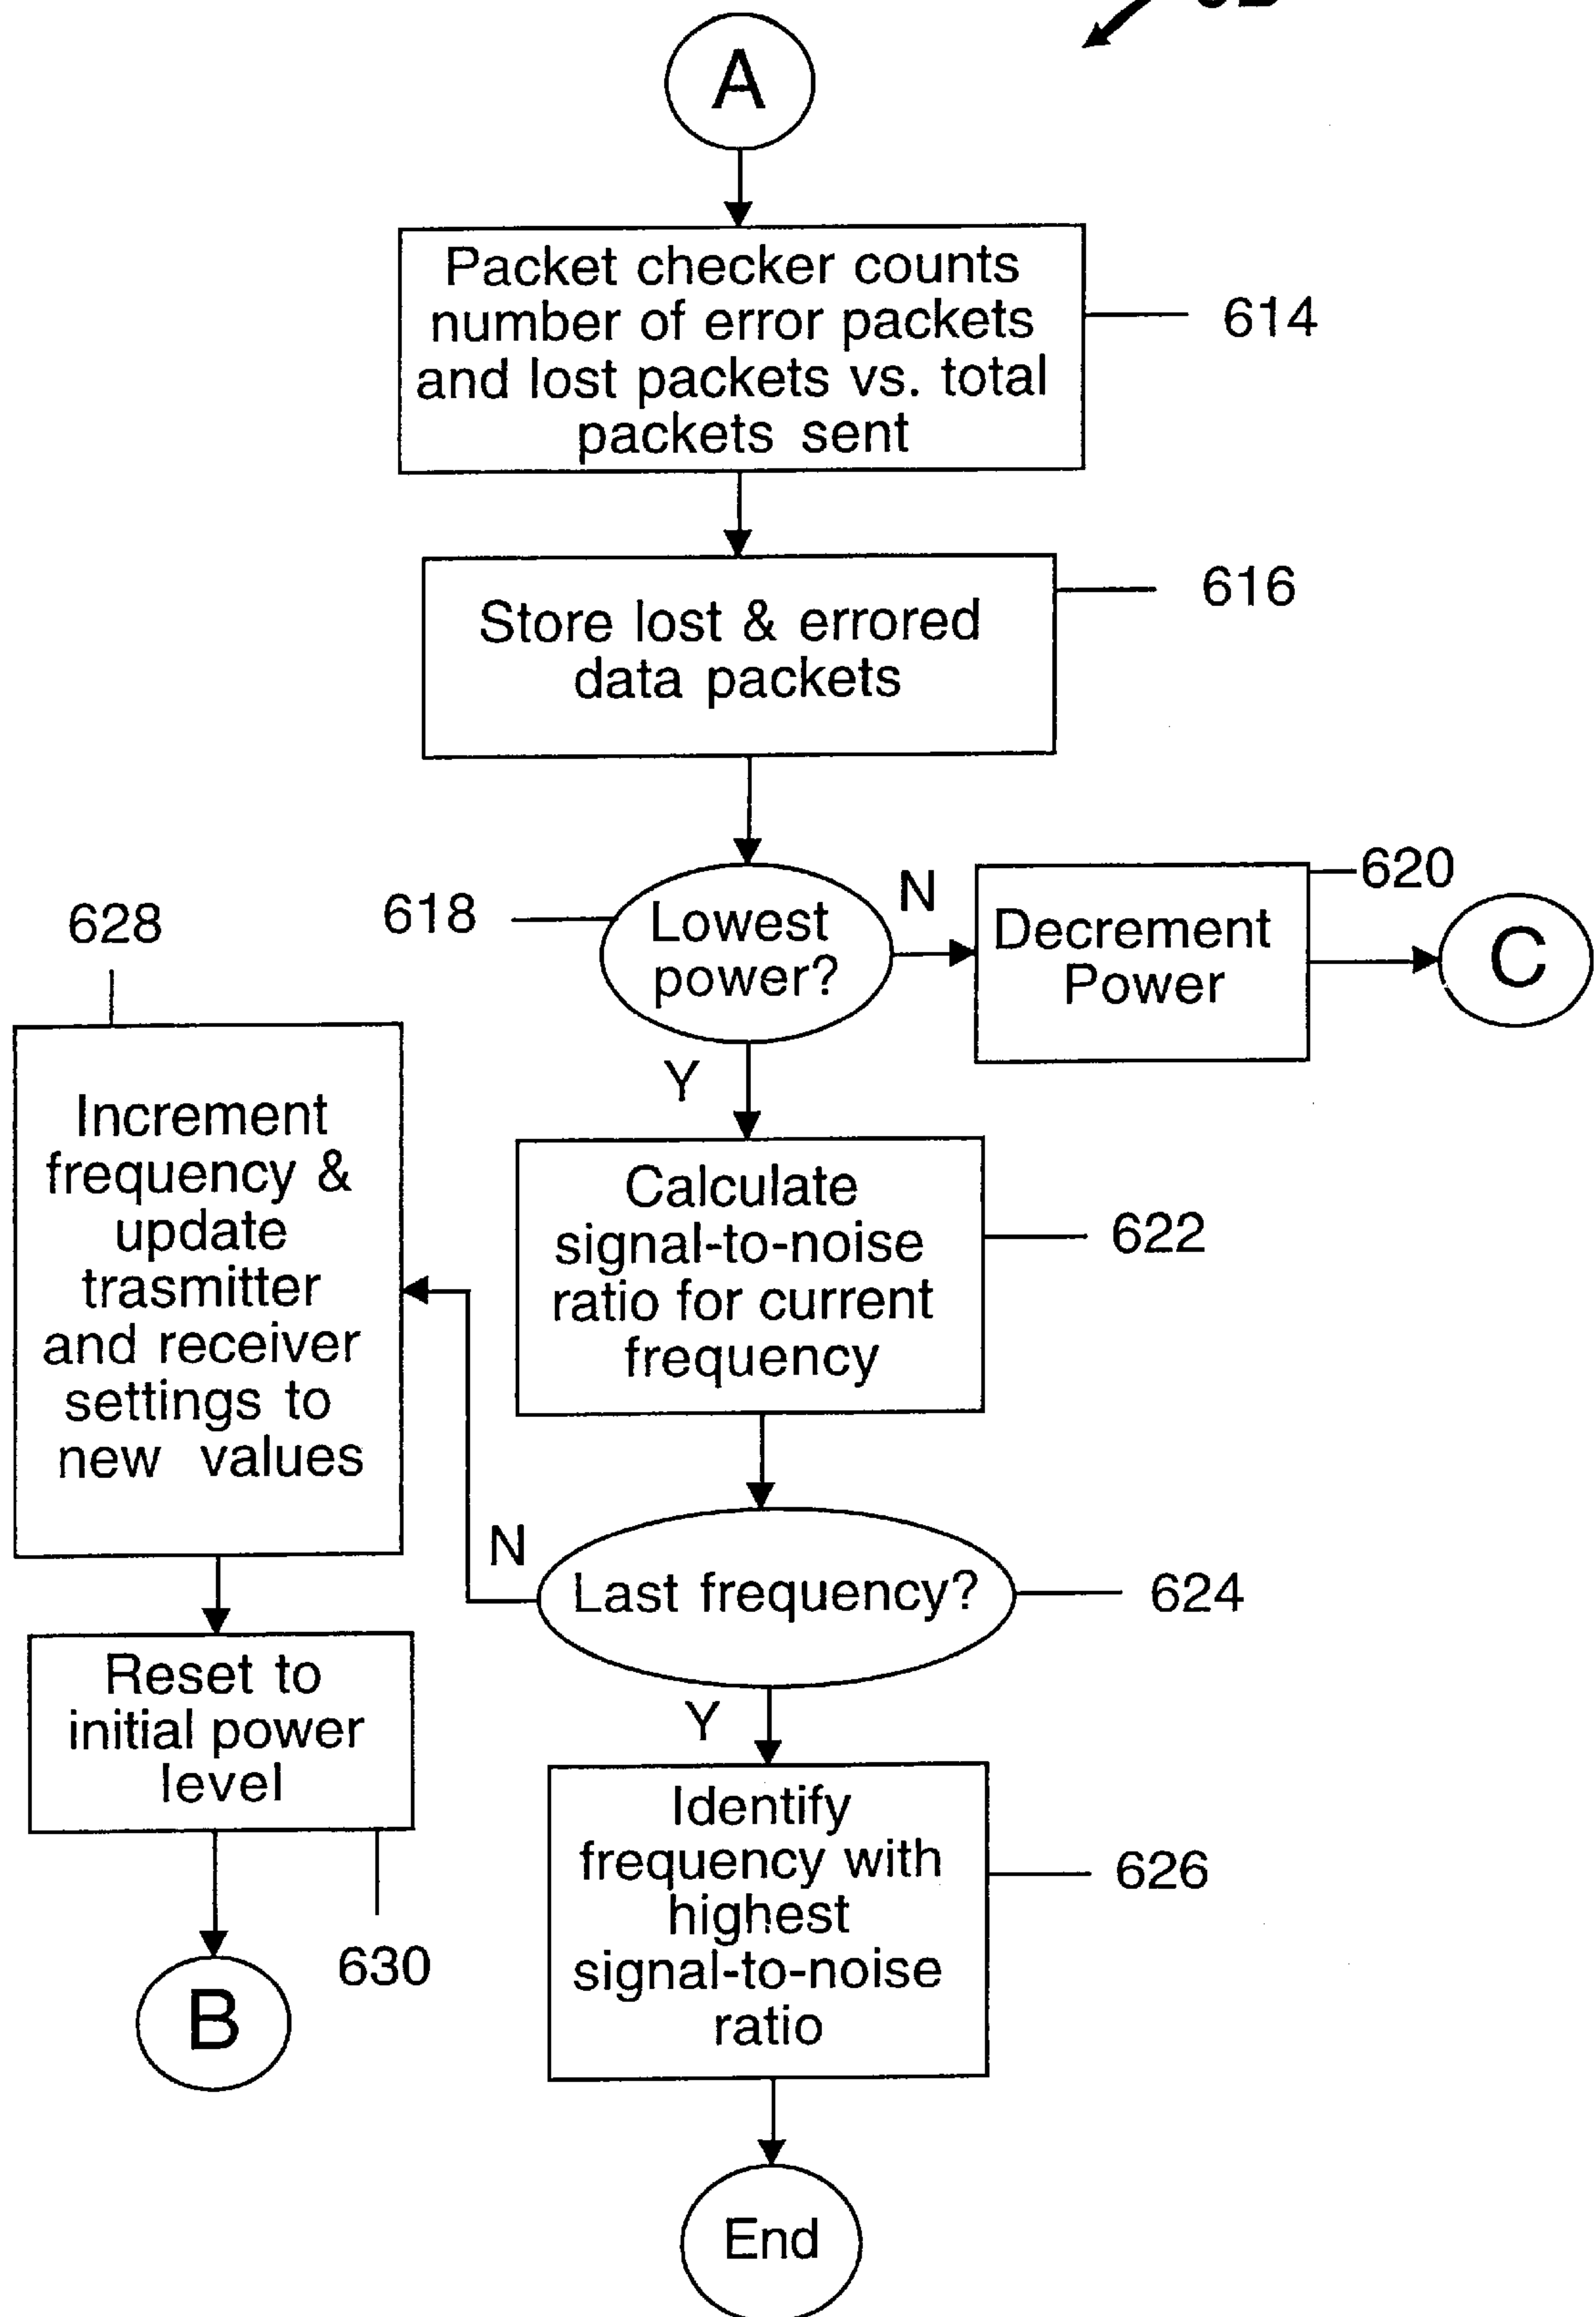 A
Packet checker counts
number of error packets
and lost packets vs. total
packets sent
614
Store lost & errored
data packets
616
618
Lowest
power?
N
Decrement
Power
620
C
Y
628
Increment
frequency &
update
trasmitter
and receiver
settings to
new values
Calculate
signal-to-noise
ratio for current
frequency
622
N
Last frequency?
624
Y
Reset to
initial power
level
630
B
Identify
frequency with
highest
signal-to-noise
ratio
626
End